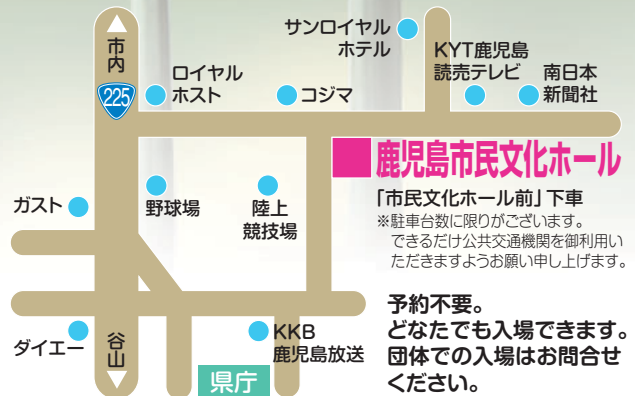 市内
225
ロイヤル
ホスト
コジマ
サンロイヤル
ホテル
KYT鹿児島
読売テレビ
南日本
新聞社
鹿児島市民文化ホール
「市民文化ホール前」下車
※駐車台数に限りがございます。
できるだけ公共交通機関を御利用い
ただきますようお願い申し上げます。
ガスト
野球場
陸上
競技場
ダイエー
谷山
KKB
鹿児島放送
県庁
予約不要。
どなたでも入場できます。
団体での入場はお問合せ
ください。